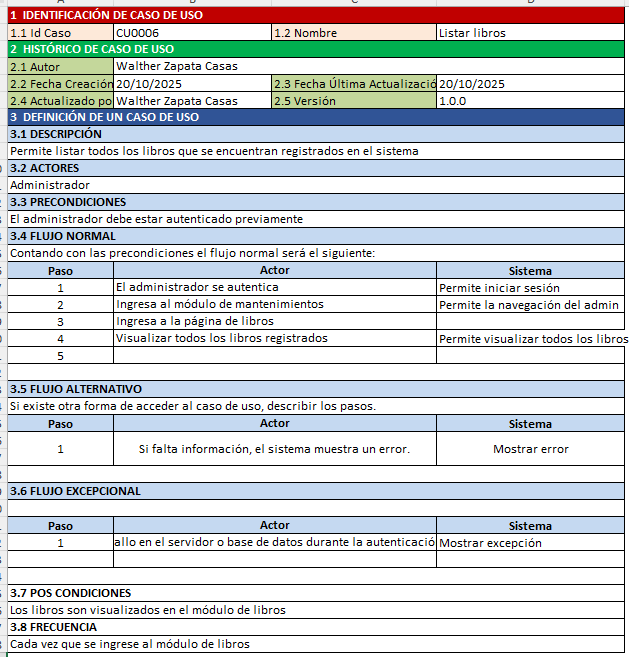 1 IDENTIFICACIÓN DE CASO DE USO
1.1 Id Caso CU0006 1.2 Nombre Listar libros
2 HISTÓRICO DE CASO DE USO
2.1 Autor Walther Zapata Casas
2.2 Fecha Creación 20/10/2025 2.3 Fecha Última Actualizació 20/10/2025
2.4 Actualizado po Walther Zapata Casas 2.5 Versión 1.0.0
3 DEFINICIÓN DE UN CASO DE USO
3.1 DESCRIPCIÓN
Permite listar todos los libros que se encuentran registrados en el sistema
3.2 ACTORES
Administrador
3.3 PRECONDICIONES
El administrador debe estar autenticado previamente
3.4 FLUJO NORMAL
Contando con las precondiciones el flujo normal será el siguiente:
Paso Actor Sistema
1 El administrador se autentica Permite iniciar sesión
2 Ingresa al módulo de mantenimientos Permite la navegación del admin
3 Ingresa a la página de libros
4 Visualizar todos los libros registrados Permite visualizar todos los libros
5
3.5 FLUJO ALTERNATIVO
Si existe otra forma de acceder al caso de uso, describir los pasos.
Paso Actor Sistema
1 Si falta información, el sistema muestra un error. Mostrar error
3.6 FLUJO EXCEPCIONAL
Paso Actor Sistema
1 allo en el servidor o base de datos durante la autenticació Mostrar excepción
3.7 POS CONDICIONES
Los libros son visualizados en el módulo de libros
3.8 FRECUENCIA
Cada vez que se ingrese al módulo de libros